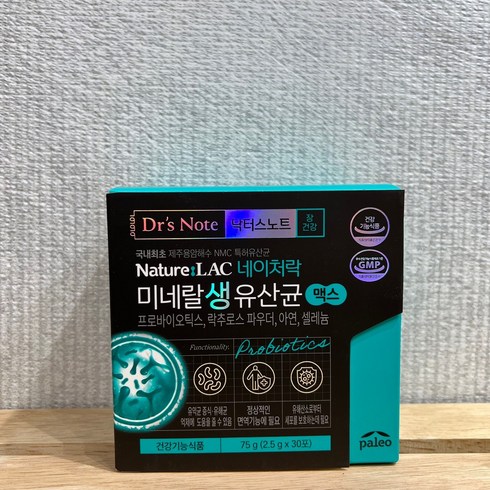 Dr's Note 닥터스노트 장 건강
국내최초 제주용암해수 NMC 특허유산균
Nature:LAC 네이처락
미네랄생유산균 맥스
프로바이오틱스, 락추로스 파우더, 아연, 셀레늄
Functionality. Probiotics
유익균 증식·유해균
억제에 도움을 줄 수 있음
정상적인
면역기능에 필요
유해산소로부터
세포를 보호하는데 필요
건강기능식품 75 g (2.5 g x 30포)
건강
기능식품
GMP
paleo